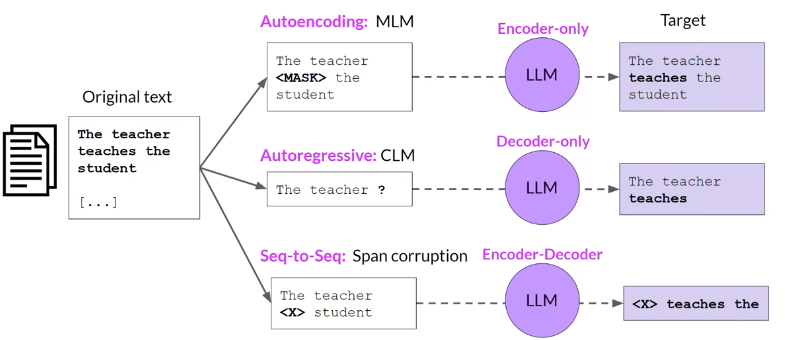 Autoencoding: MLM
Encoder-only
Target
The teacher
<MASK> the
student
LLM
The teacher
teaches the
student
Original text
The teacher
teaches the
student
[...]
Autoregressive: CLM
Decoder-only
The teacher ?
LLM
The teacher
teaches
Seq-to-Seq: Span corruption
Encoder-Decoder
The teacher
<X> student
LLM
<X> teaches the